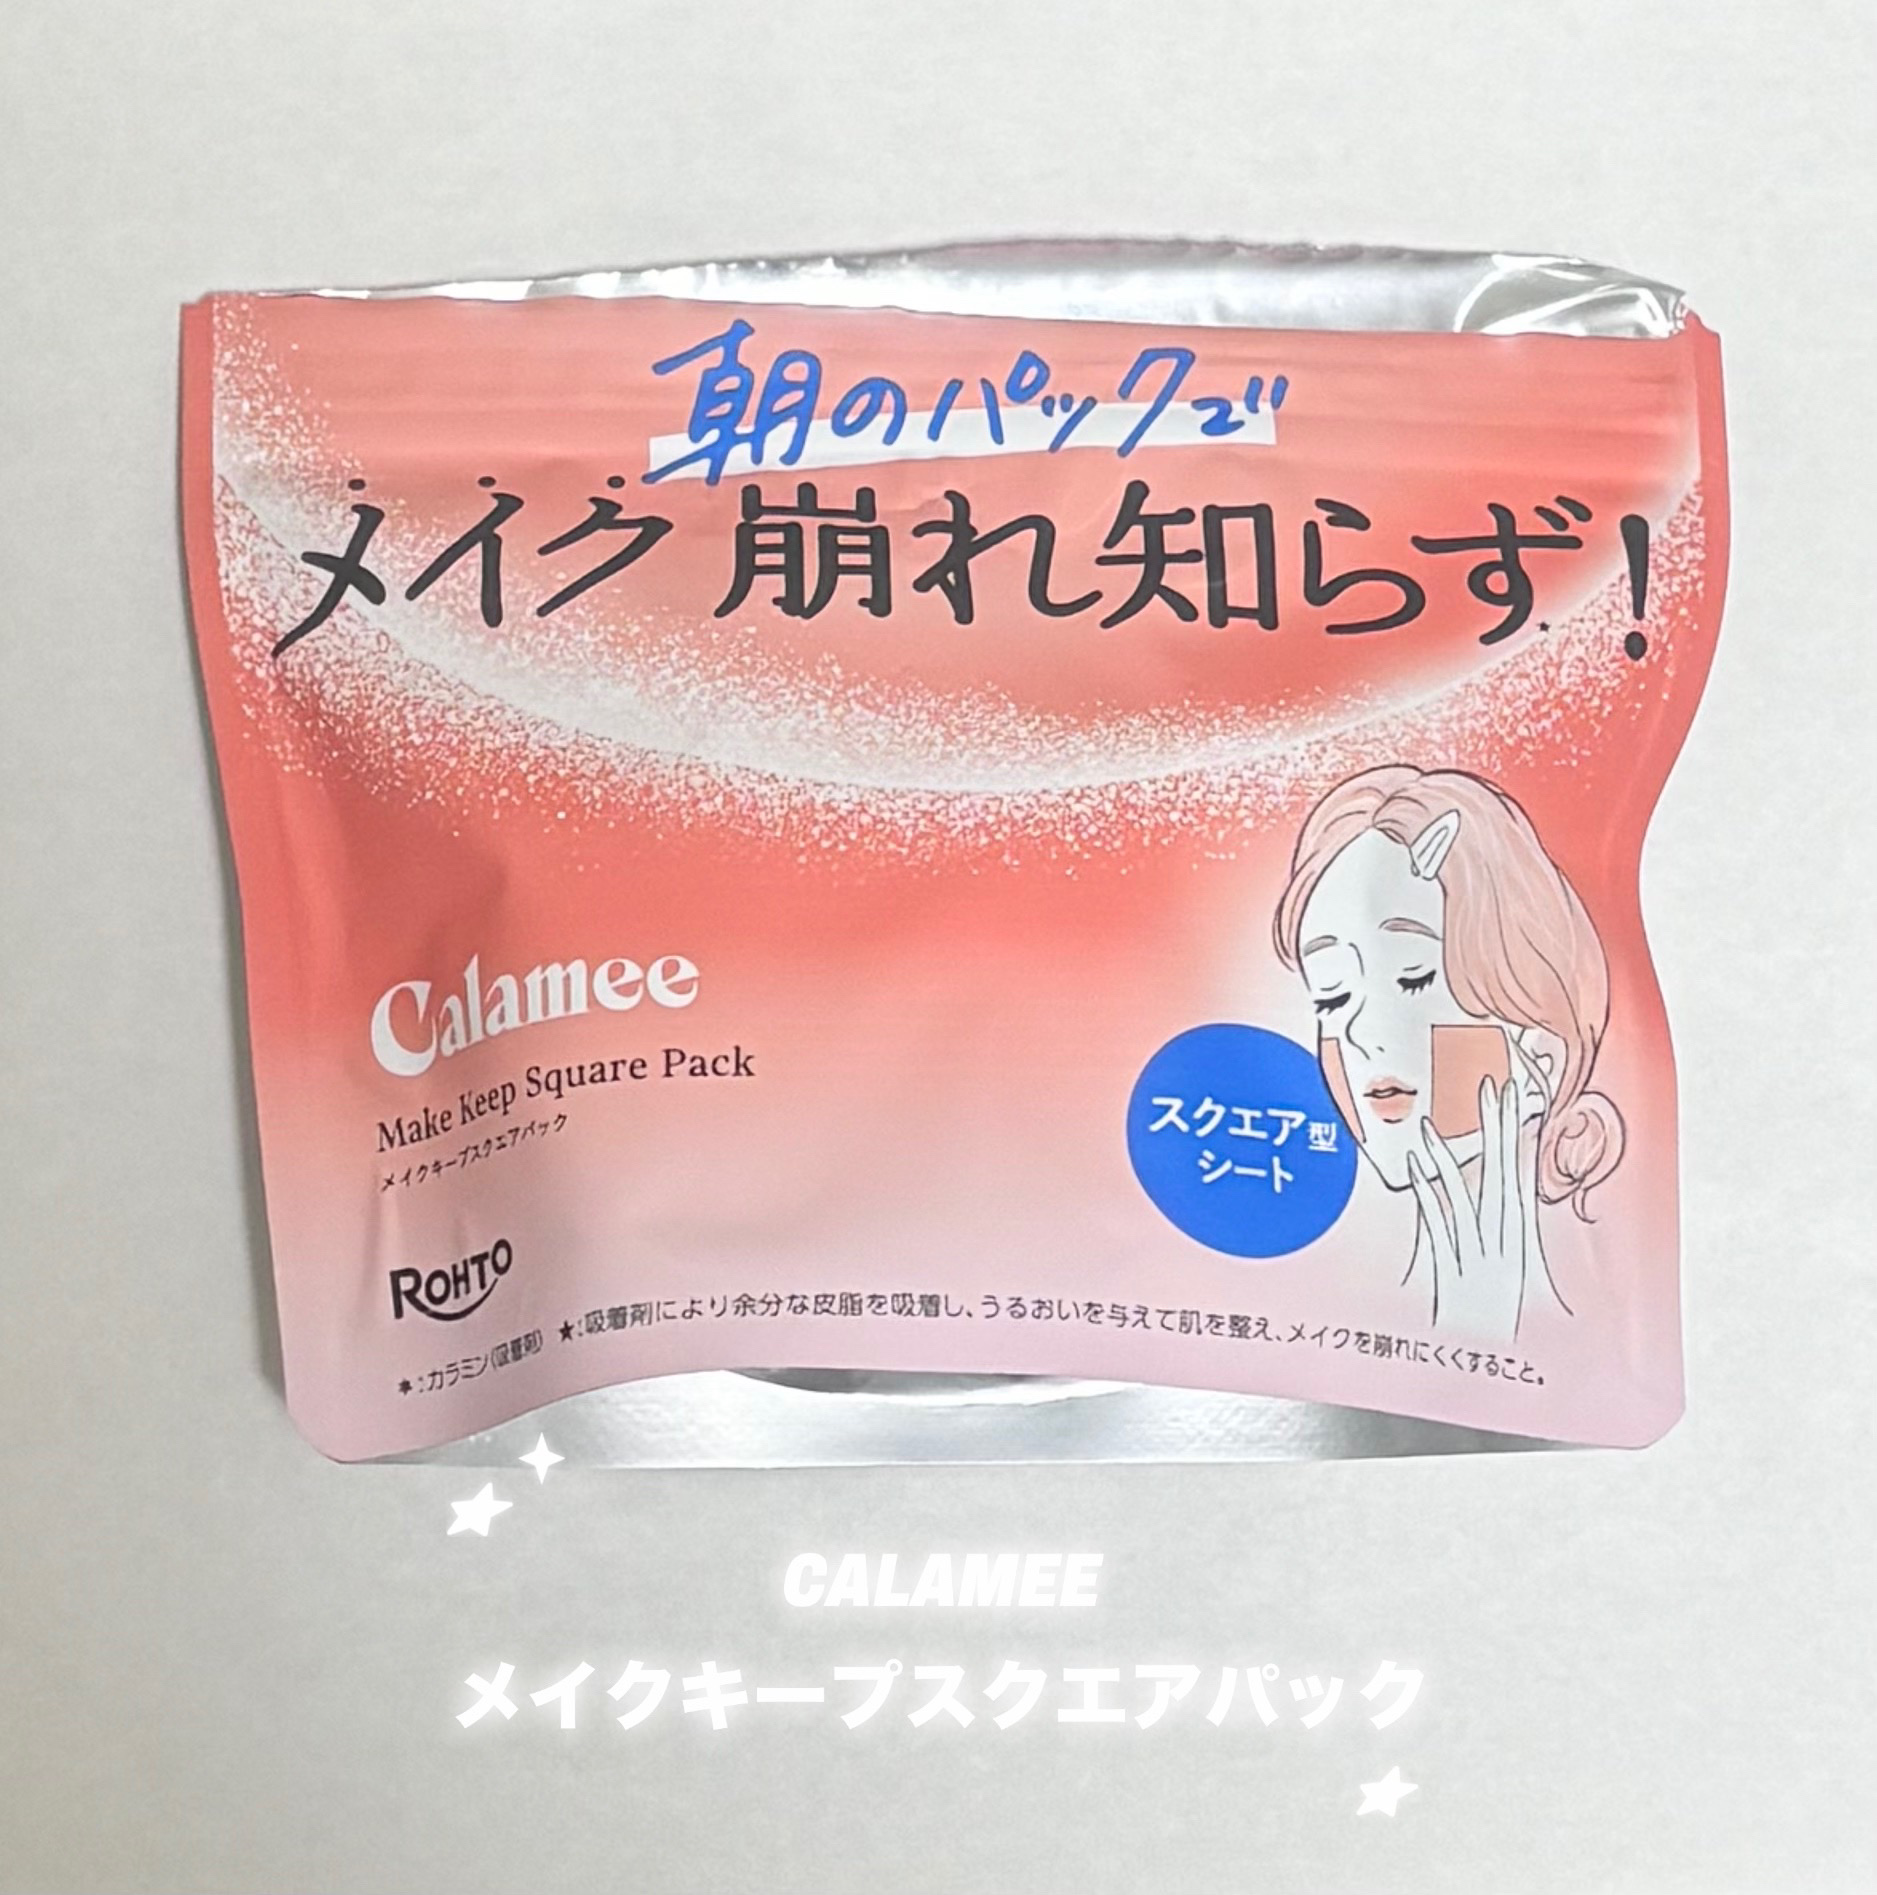 朝のパックで
メイク崩れ知らず★!
Calamee
Make Keep Square Pack
メイクキープスクエアパック
スクエア型
シート
ROHTO
*:カラミン(吸着剤) ★:吸着剤により余分な皮脂を吸着し、うるおいを与えて肌を整え、メイクを崩れにくくすること。
CALAMEE
メイクキープスクエアパック